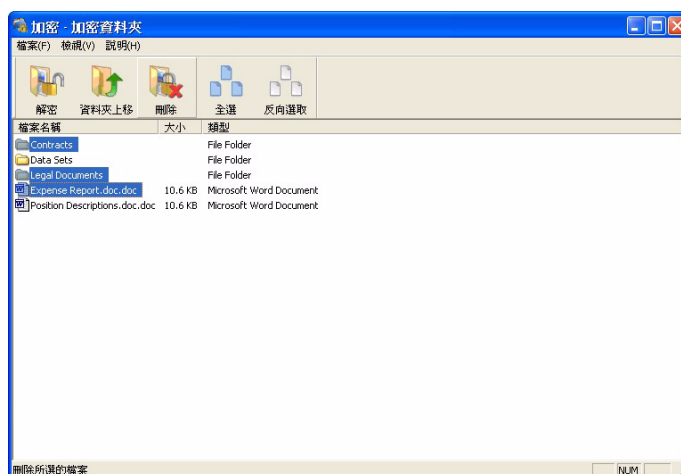 加密 - 加密資料夾
檔案(F) 檢視(V) 說明(H)
解密 資料夾上移 刪除 全選 反向選取
檔案名稱 大小 類型
Contracts File Folder
Data Sets File Folder
Legal Documents File Folder
Expense Report.doc.doc 10.6 KB Microsoft Word Document
Position Descriptions.doc.doc 10.6 KB Microsoft Word Document
刪除所選的檔案 NUM